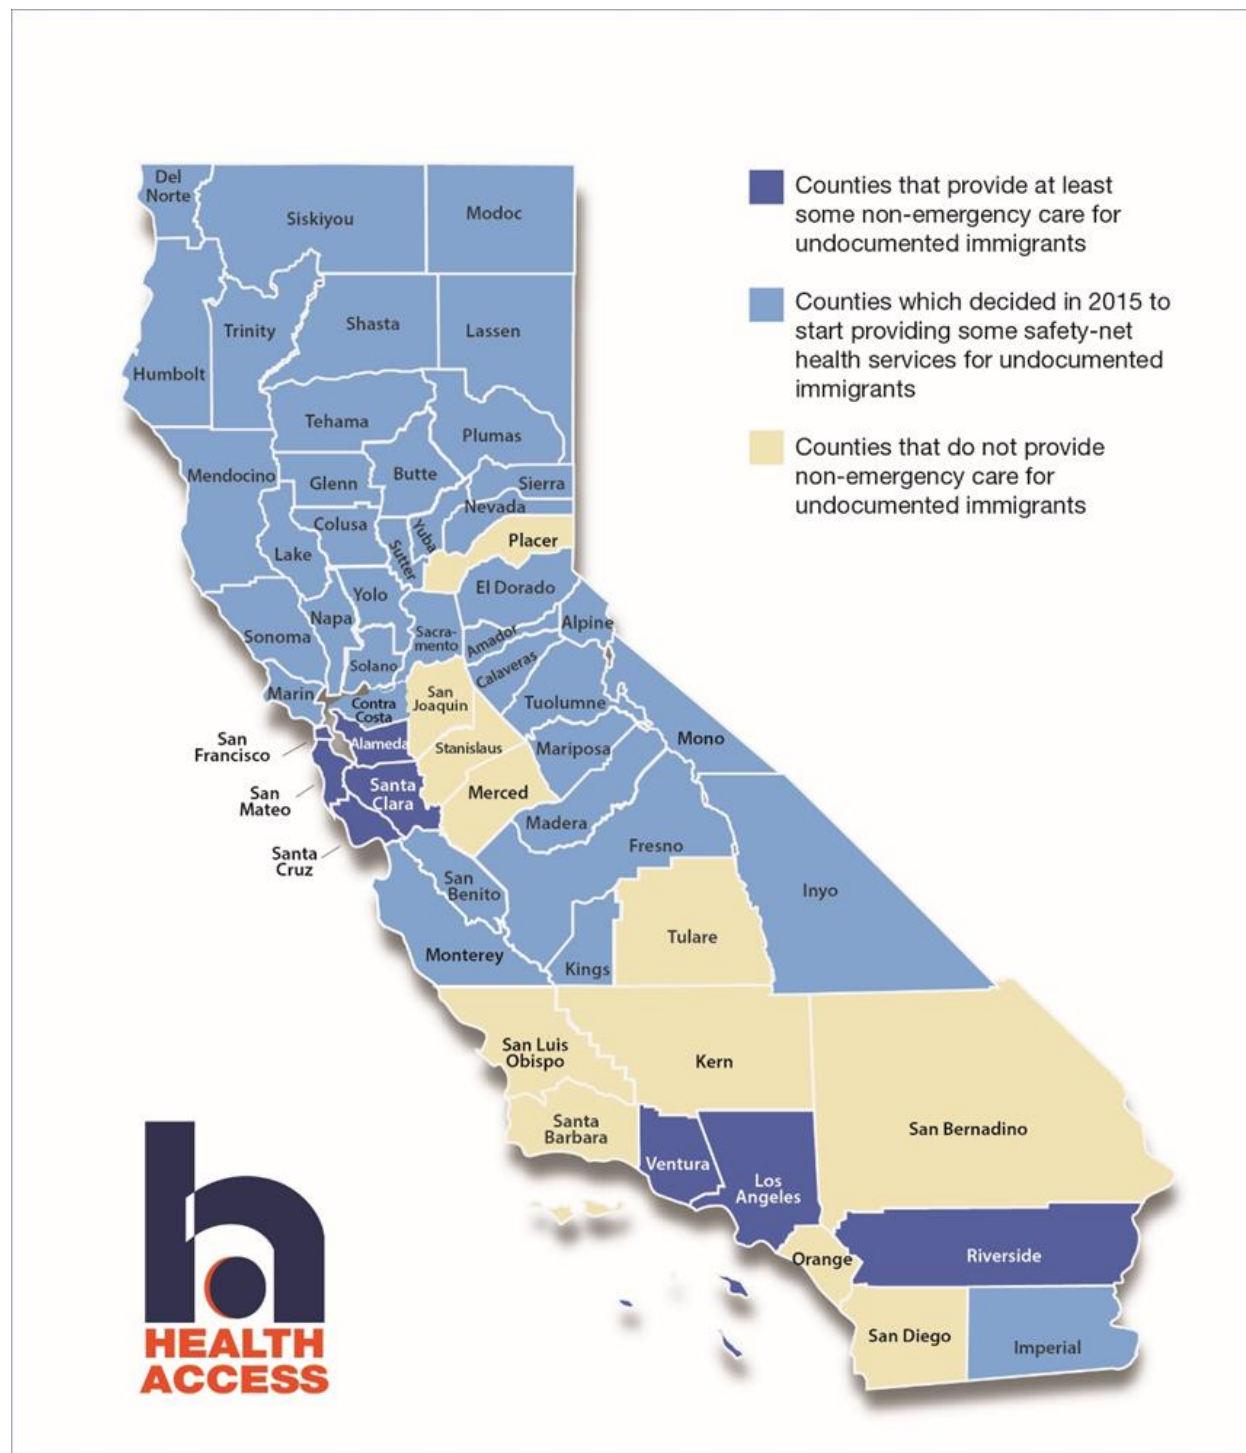 Counties that provide at least
some non-emergency care for
undocumented immigrants
Counties which decided in 2015 to
start providing some safety-net
health services for undocumented
immigrants
Counties that do not provide
non-emergency care for
undocumented immigrants
Del
Norte
Siskiyou
Modoc
Humbolt
Trinity
Shasta
Lassen
Tehama
Plumas
Mendocino
Glenn
Butte
Sierra
Nevada
Colusa
Yuba
Sutter
Placer
Lake
El Dorado
Yolo
Napa
Sonoma
Sacra-
mento
Amador
Alpine
Solano
Calaveras
Marin
Contra
Costa
San
Joaquin
Tuolumne
San
Francisco
Alameda
Stanislaus
Mariposa
Mono
San
Mateo
Santa
Clara
Merced
Madera
Santa
Cruz
Fresno
San
Benito
Inyo
Monterey
Kings
Tulare
San Luis
Obispo
Kern
Santa
Barbara
San Bernadino
Ventura
Los
Angeles
Orange
Riverside
San Diego
Imperial
HEALTH
ACCESS